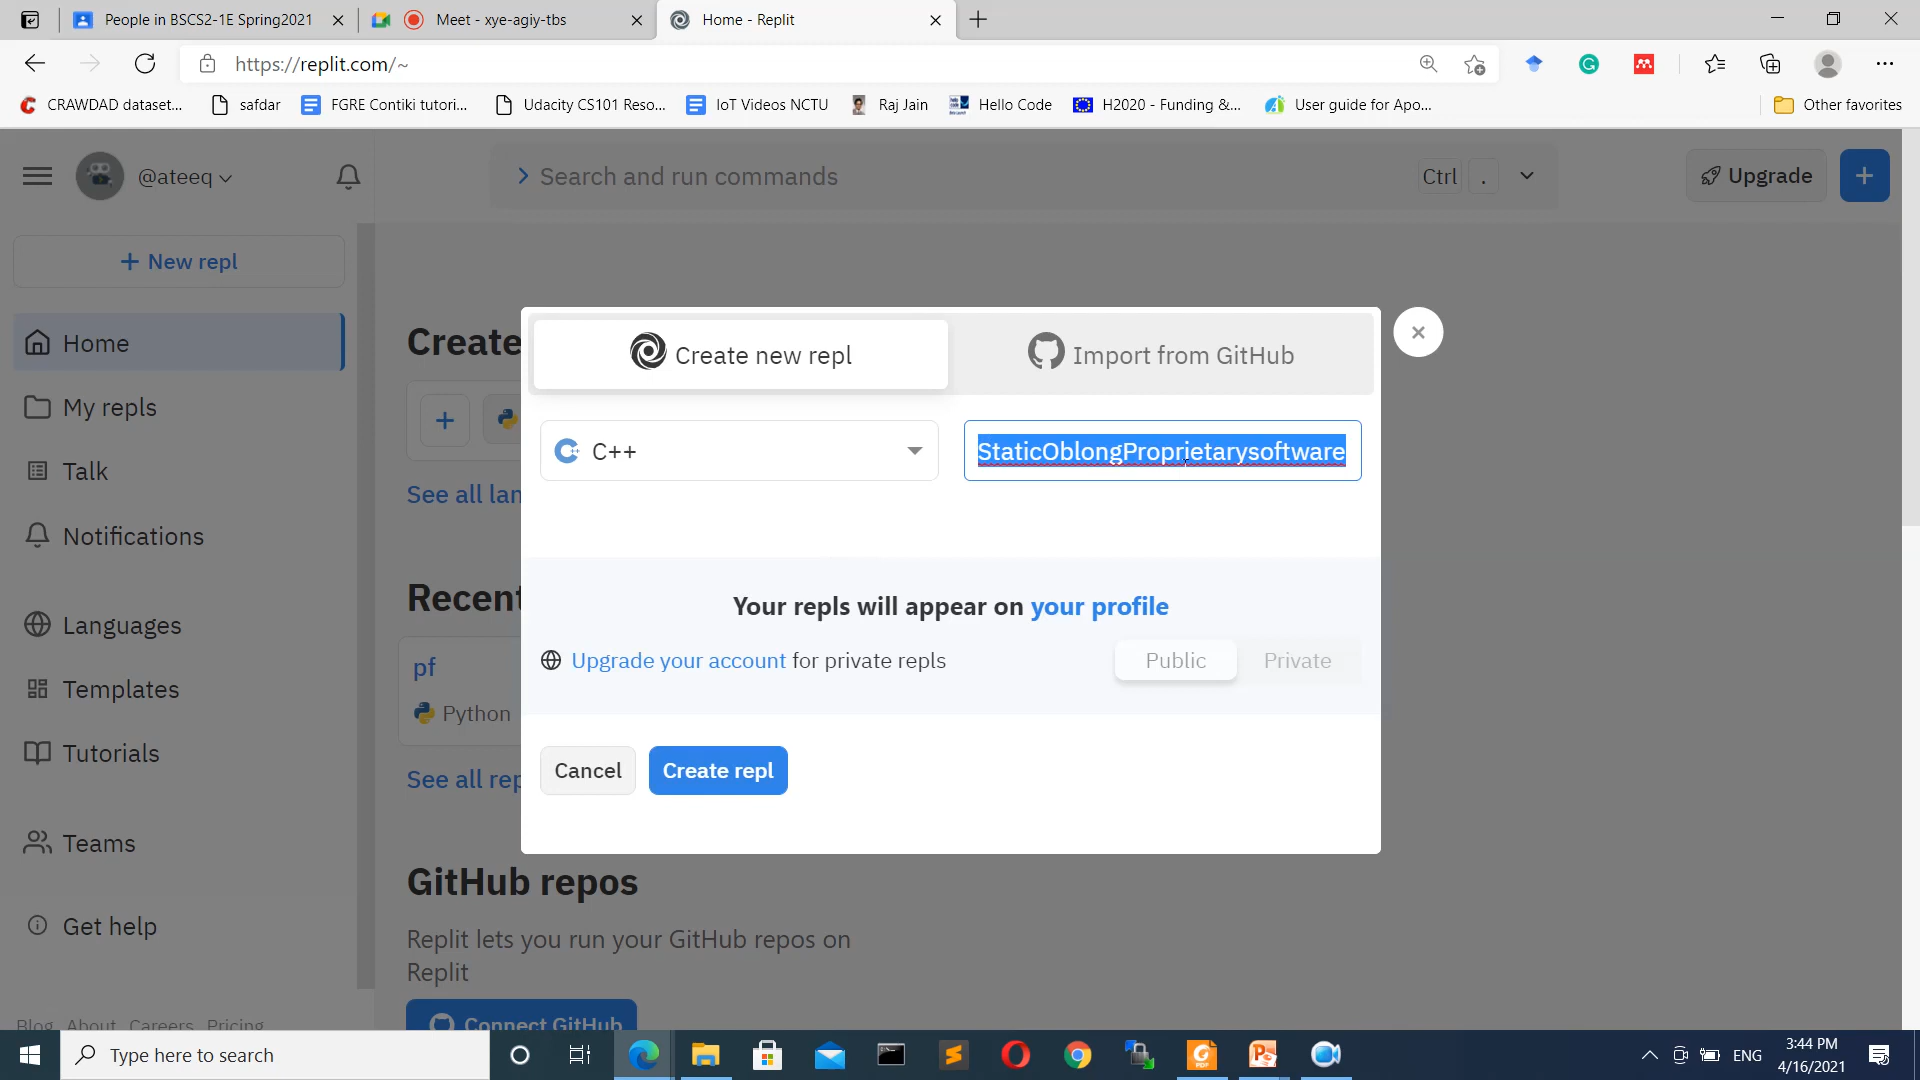 People in BSCS2-1E Spring2021
Meet - xye-agiy-tbs
Home - Replit
https://replit.com/~
CRAWDAD dataset...
safdar
FGRE Contiki tutori...
Udacity CS101 Reso...
IoT Videos NCTU
Raj Jain
Hello Code
H2020 - Funding &...
User guide for Apo...
Other favorites
@ateeq
Search and run commands
Ctrl .
Upgrade
+ New repl
Home
My repls
Talk
Notifications
Languages
Templates
Tutorials
Teams
Get help
Blog About Careers Pricing
Create
See all lan
Recent
pf
Python
See all rep
GitHub repos
Replit lets you run your GitHub repos on
Replit
Connect GitHub
Create new repl
Import from GitHub
C++
StaticOblongProprietarysoftware
Your repls will appear on your profile
Upgrade your account for private repls
Public
Private
Cancel
Create repl
Type here to search
ENG
3:44 PM
4/16/2021